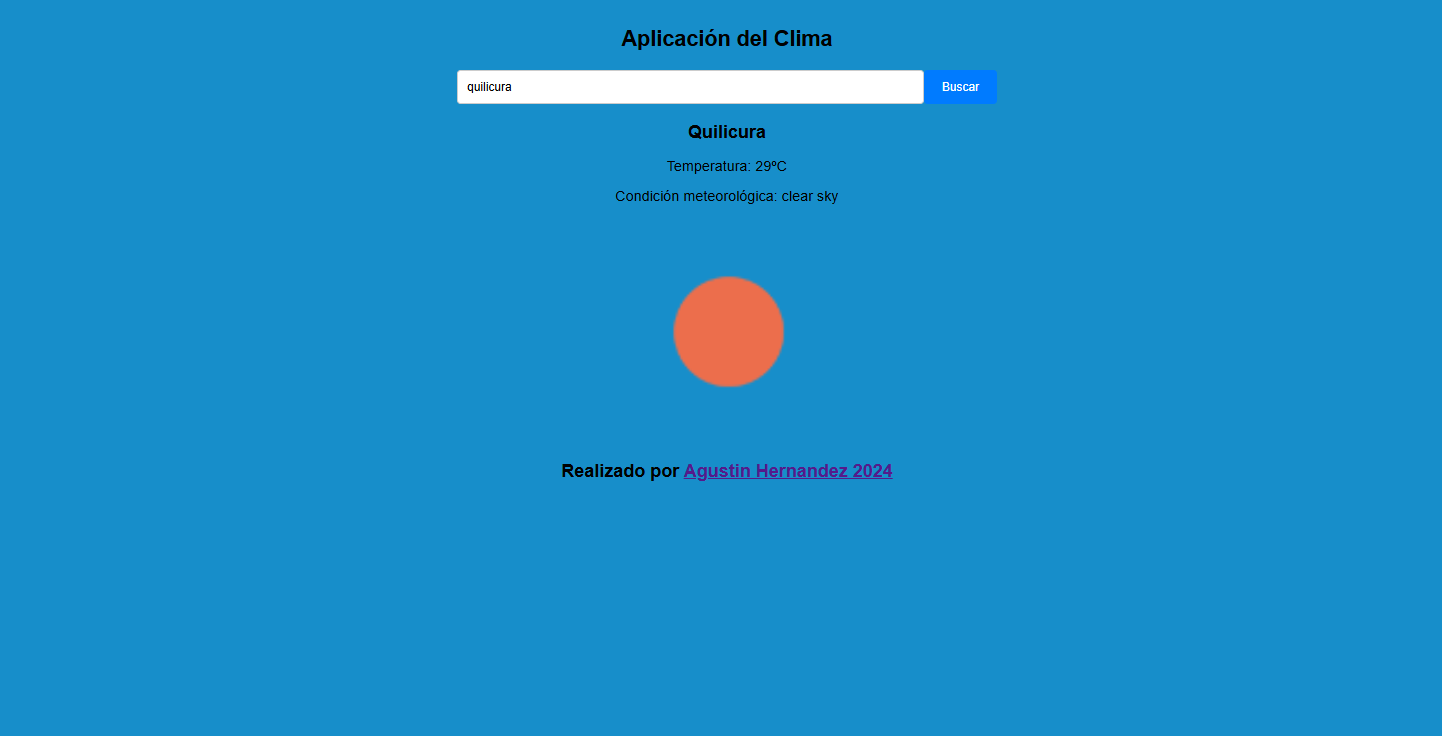 Aplicación del Clima
quilicura Buscar
Quilicura
Temperatura: 29ºC
Condición meteorológica: clear sky
Realizado por Agustin Hernandez 2024